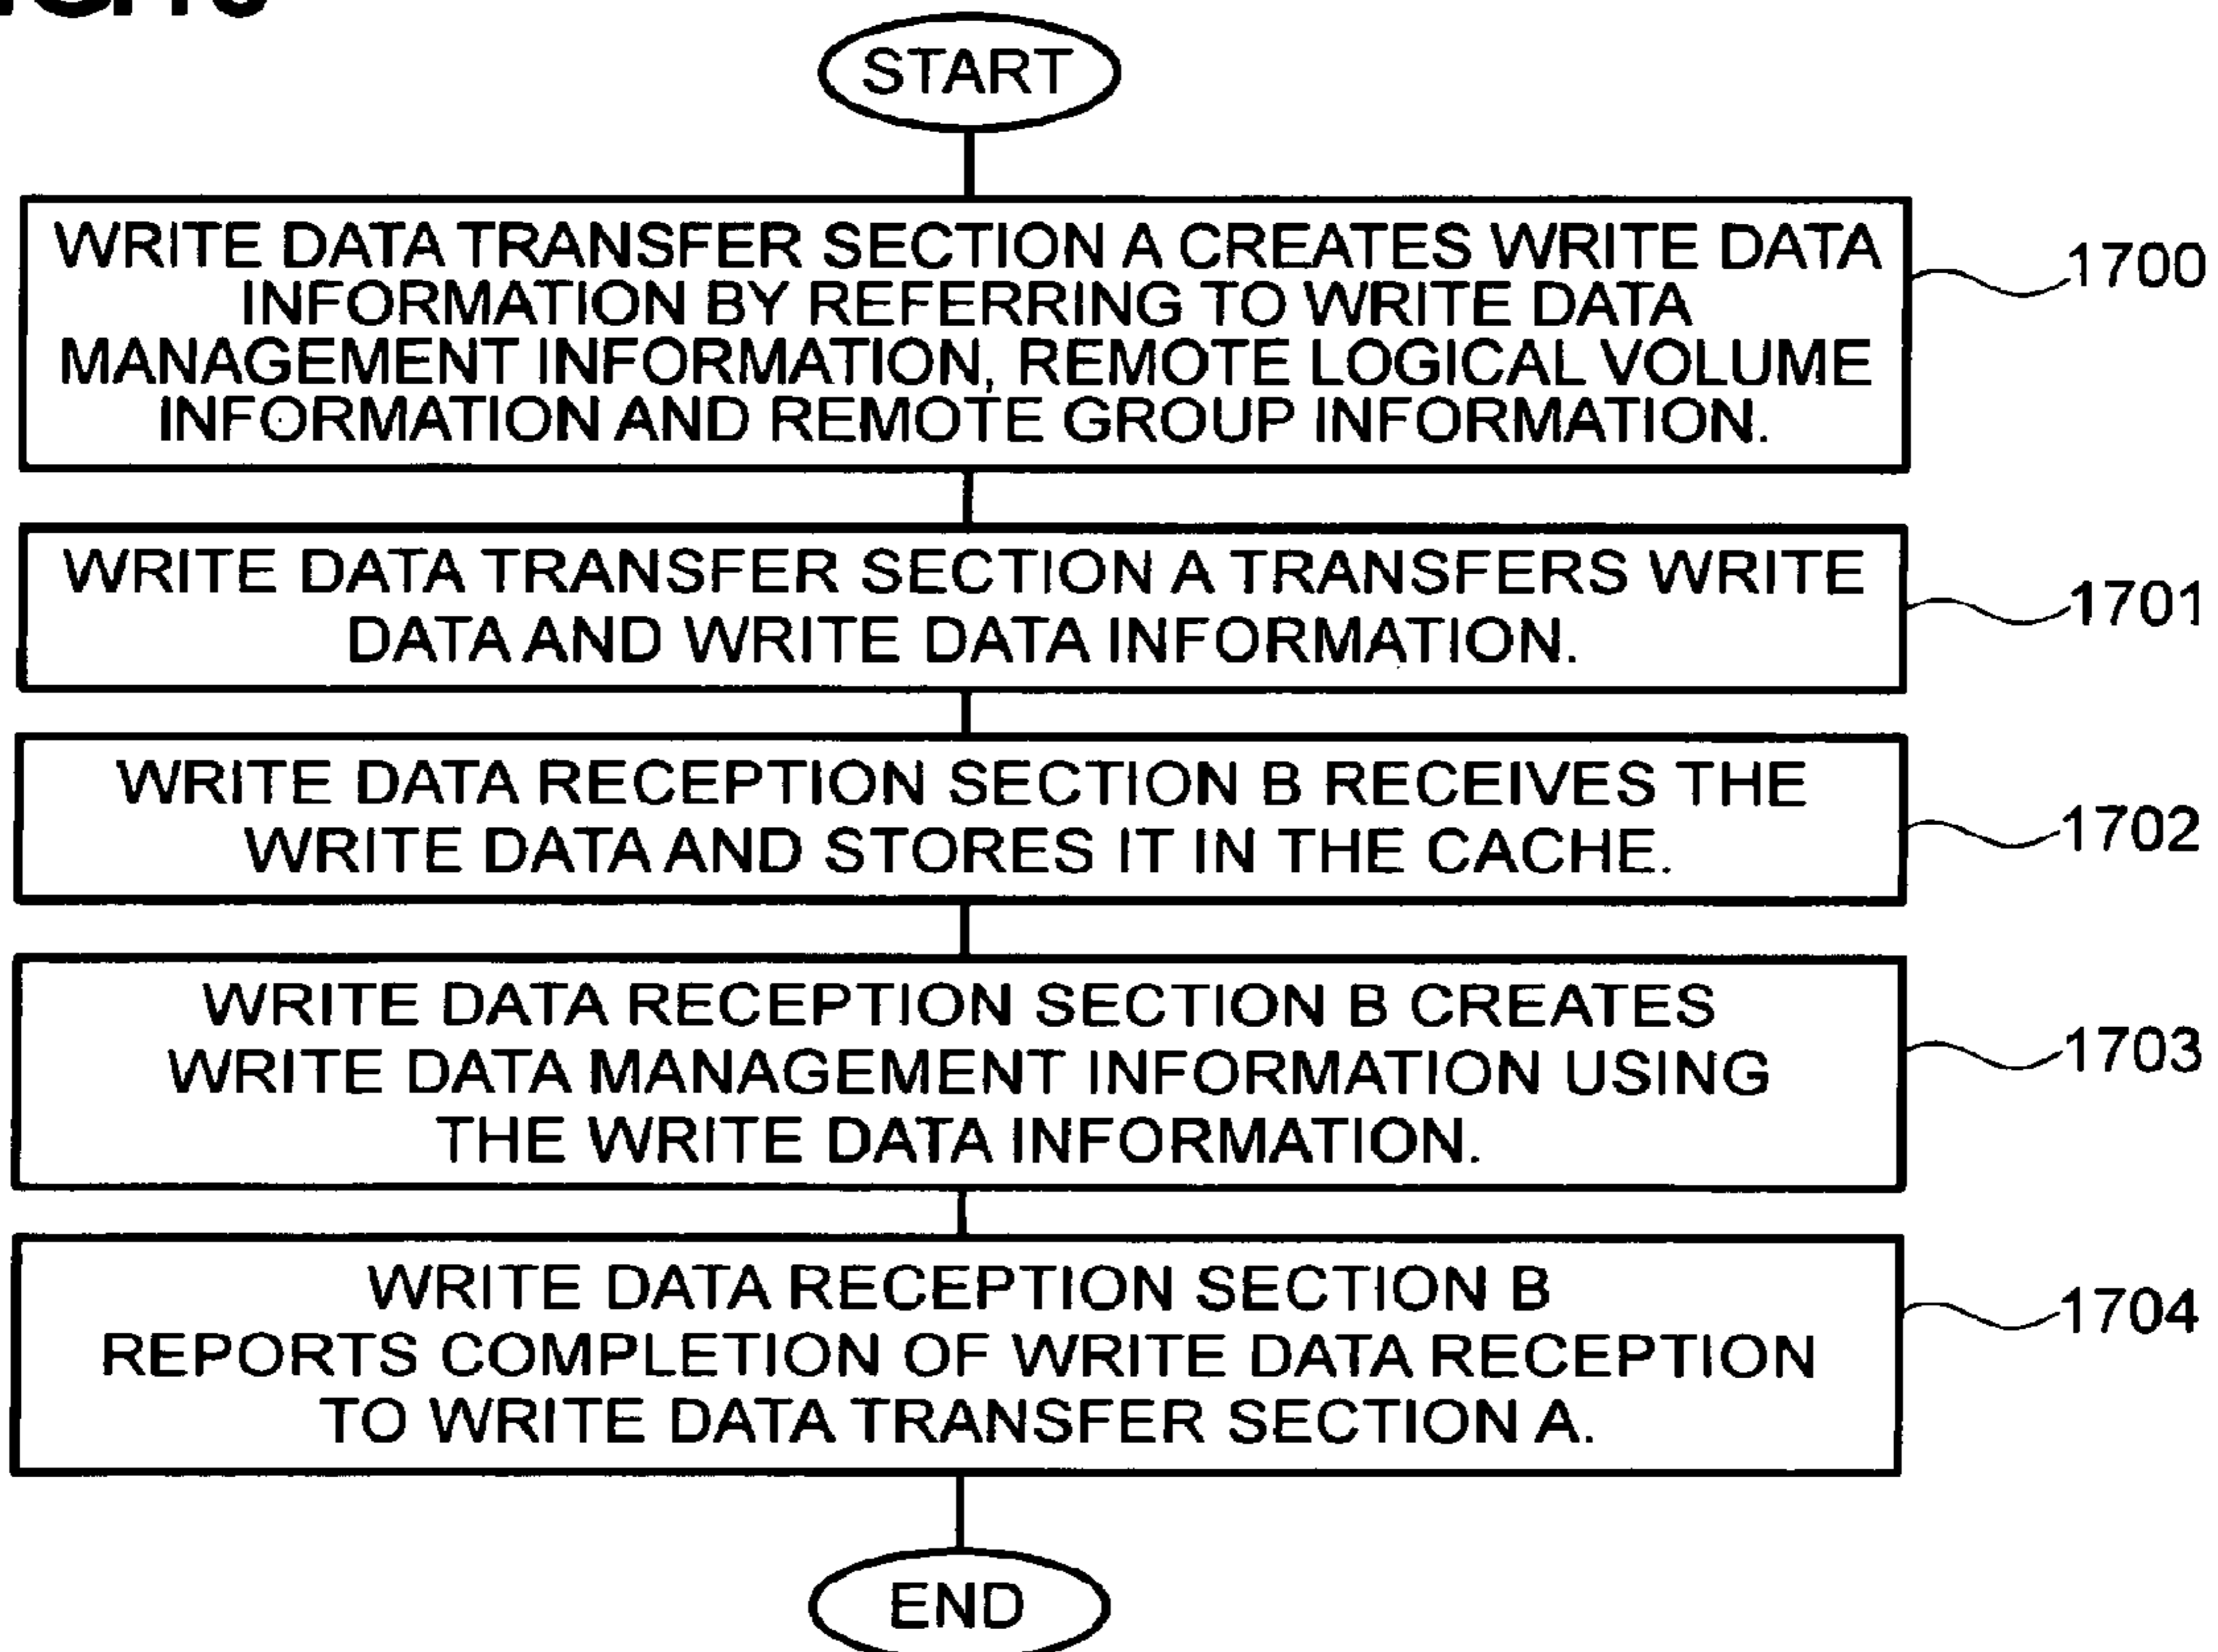 START
WRITE DATA TRANSFER SECTION A CREATES WRITE DATA
INFORMATION BY REFERRING TO WRITE DATA
MANAGEMENT INFORMATION, REMOTE LOGICAL VOLUME
INFORMATION AND REMOTE GROUP INFORMATION.
1700
WRITE DATA TRANSFER SECTION A TRANSFERS WRITE
DATA AND WRITE DATA INFORMATION.
1701
WRITE DATA RECEPTION SECTION B RECEIVES THE
WRITE DATA AND STORES IT IN THE CACHE.
1702
WRITE DATA RECEPTION SECTION B CREATES
WRITE DATA MANAGEMENT INFORMATION USING
THE WRITE DATA INFORMATION.
1703
WRITE DATA RECEPTION SECTION B
REPORTS COMPLETION OF WRITE DATA RECEPTION
TO WRITE DATA TRANSFER SECTION A.
1704
END